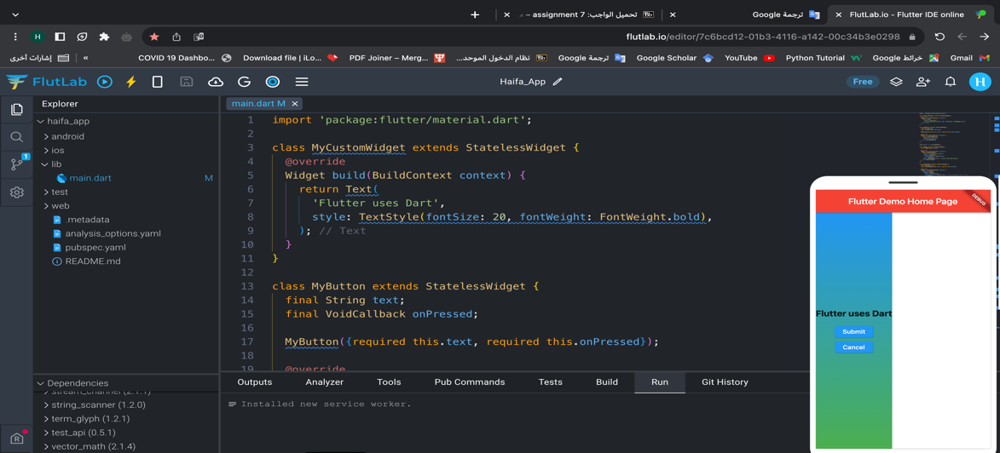 تحميل الواجب: assignment 7 –
ترجمة Google
FlutLab.io - Flutter IDE online
H
flutlab.io/editor/7c6bcd12-01b3-4116-a142-00c34b3e0298
إشارات أخرى
«
COVID 19 Dashbo...
Download file | iLo...
PDF Joiner – Merg...
نظام الدخول الموحد...
ترجمة Google
Google Scholar
YouTube
Python Tutorial
خرائط Google
Gmail
FlutLab
Haifa_App
Free
H
Explorer
main.dart M
haifa_app
android
ios
lib
main.dart M
test
web
.metadata
analysis_options.yaml
pubspec.yaml
README.md
1
1 import 'package:flutter/material.dart';
2
3 class MyCustomWidget extends StatelessWidget {
4 @override
5 Widget build(BuildContext context) {
6 return Text(
7 'Flutter uses Dart',
8 style: TextStyle(fontSize: 20, fontWeight: FontWeight.bold),
9 ); // Text
10 }
11 }
12
13 class MyButton extends StatelessWidget {
14 final String text;
15 final VoidCallback onPressed;
16
17 MyButton({required this.text, required this.onPressed});
18
19 @override
Flutter Demo Home Page
DEBUG
Flutter uses Dart
Submit
Cancel
Dependencies
stream_channel (2.1.1)
string_scanner (1.2.0)
term_glyph (1.2.1)
test_api (0.5.1)
vector_math (2.1.4)
R
Outputs
Analyzer
Tools
Pub Commands
Tests
Build
Run
Git History
Installed new service worker.